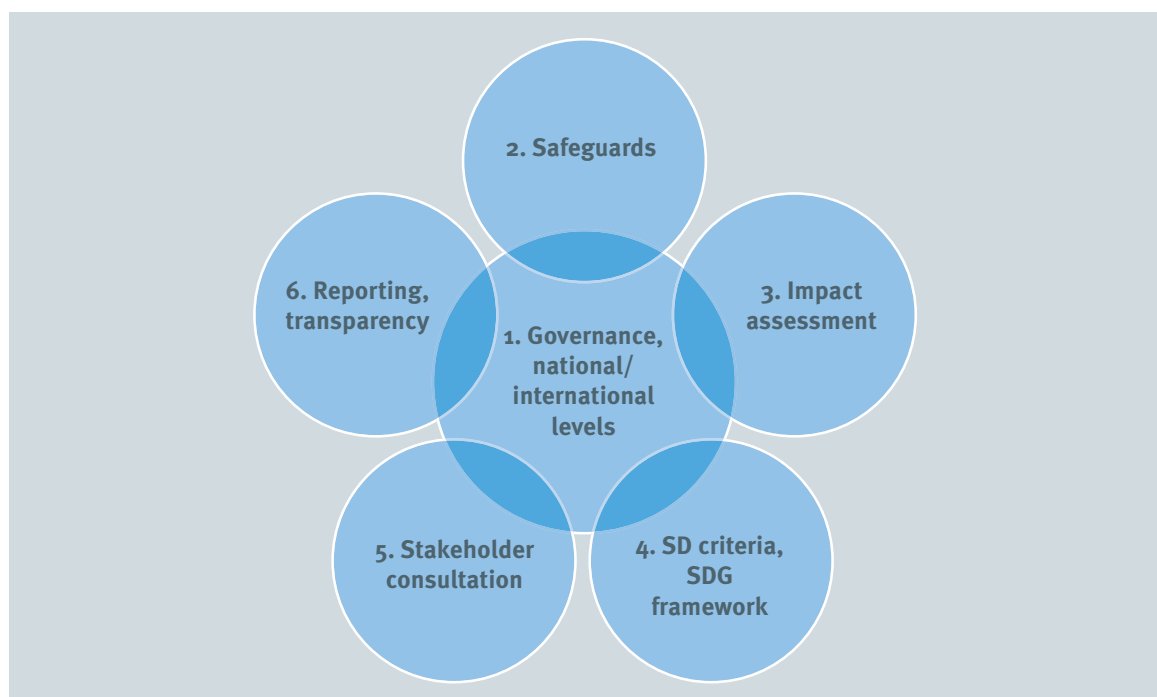 2. Safeguards
6. Reporting,
transparency
3. Impact
assessment
1. Governance,
national/
international
levels
5. Stakeholder
consultation
4. SD criteria,
SDG
framework